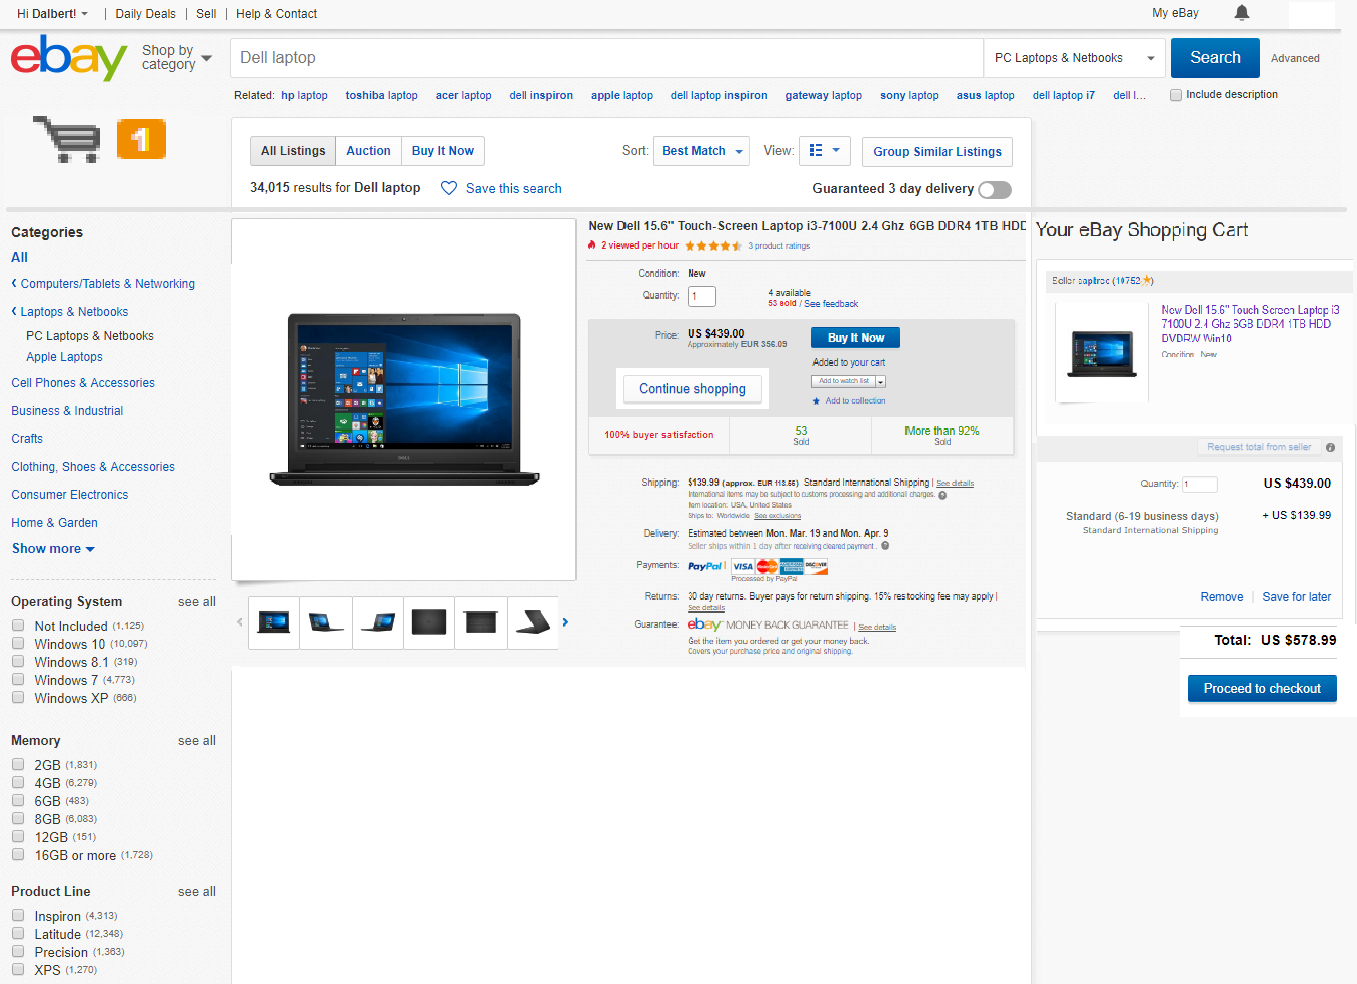 Hi Dalbert!
Daily Deals
Sell
Help & Contact
My eBay
ebay
Shop by
category
Dell laptop
PC Laptops & Netbooks
Search
Advanced
Related: hp laptop toshiba laptop acer laptop dell inspiron apple laptop dell laptop inspiron gateway laptop sony laptop asus laptop dell laptop i7 dell l...
Include description
1
All Listings
Auction
Buy It Now
Sort: Best Match
View:
Group Similar Listings
34,015 results for Dell laptop
Save this search
Guaranteed 3 day delivery
Categories
All
Computers/Tablets & Networking
Laptops & Netbooks
PC Laptops & Netbooks
Apple Laptops
Cell Phones & Accessories
Business & Industrial
Crafts
Clothing, Shoes & Accessories
Consumer Electronics
Home & Garden
Show more
Operating System see all
Not Included (1,125)
Windows 10 (10,097)
Windows 8.1 (319)
Windows 7 (4,773)
Windows XP (666)
Memory see all
2GB (1,831)
4GB (6,279)
6GB (483)
8GB (6,083)
12GB (151)
16GB or more (1,728)
Product Line see all
Inspiron (4,313)
Latitude (12,348)
Precision (1,363)
XPS (1,270)
DELL
New Dell 15.6" Touch-Screen Laptop i3-7100U 2.4 Ghz 6GB DDR4 1TB HDD
2 viewed per hour
3 product ratings
Condition: New
Quantity: 1
4 available
53 sold / See feedback
Price: US $439.00
Approximately EUR 356.09
Buy It Now
Added to your cart
Continue shopping
Add to watch list
Add to collection
100% buyer satisfaction
53
Sold
More than 92%
Sold
Shipping: $139.99 (approx. EUR 113.55) Standard International Shipping | See details
International items may be subject to customs processing and additional charges.
Item location: USA, United States
Ships to: Worldwide See exclusions
Delivery: Estimated between Mon. Mar. 19 and Mon. Apr. 9
Seller ships within 1 day after receiving cleared payment.
Payments: PayPal VISA MasterCard DISCOVER
Processed by PayPal
Returns: 30 day returns. Buyer pays for return shipping, 15% restocking fee may apply |
See details
Guarantee: ebay MONEY BACK GUARANTEE | See details
Get the item you ordered or get your money back.
Covers your purchase price and original shipping.
Your eBay Shopping Cart
Seller aaptree (10752)
New Dell 15.6" Touch-Screen Laptop i3
7100U 2.4 Ghz 6GB DDR4 1TB HDD
DVDRW Win10
Condition: New
Request total from seller
Quantity: 1
US $439.00
Standard (6-19 business days)
+ US $139.99
Standard International Shipping
Remove
Save for later
Total: US $578.99
Proceed to checkout